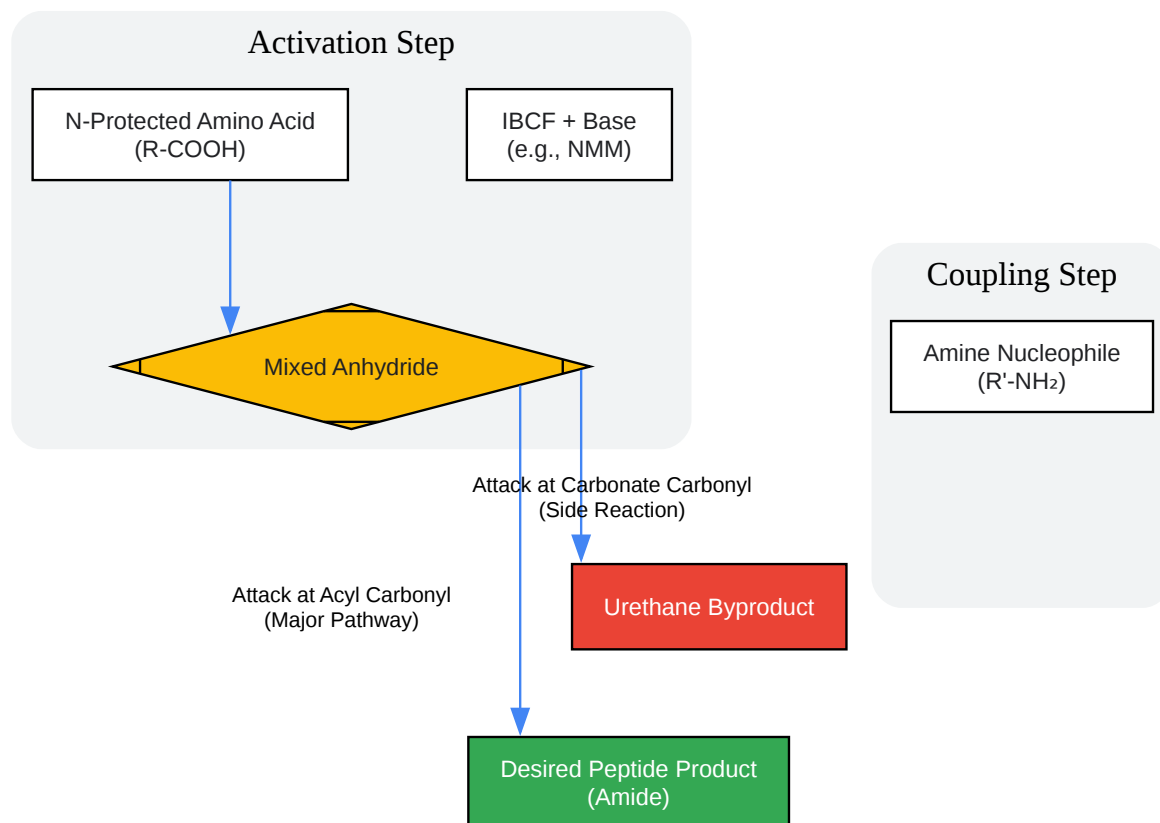 Activation Step
N-Protected Amino Acid
(R-COOH)
IBCF + Base
(e.g., NMM)
Mixed Anhydride
Coupling Step
Amine Nucleophile
(R'-NH₂)
Attack at Carbonate Carbonyl
(Side Reaction)
Attack at Acyl Carbonyl
(Major Pathway)
Urethane Byproduct
Desired Peptide Product
(Amide)